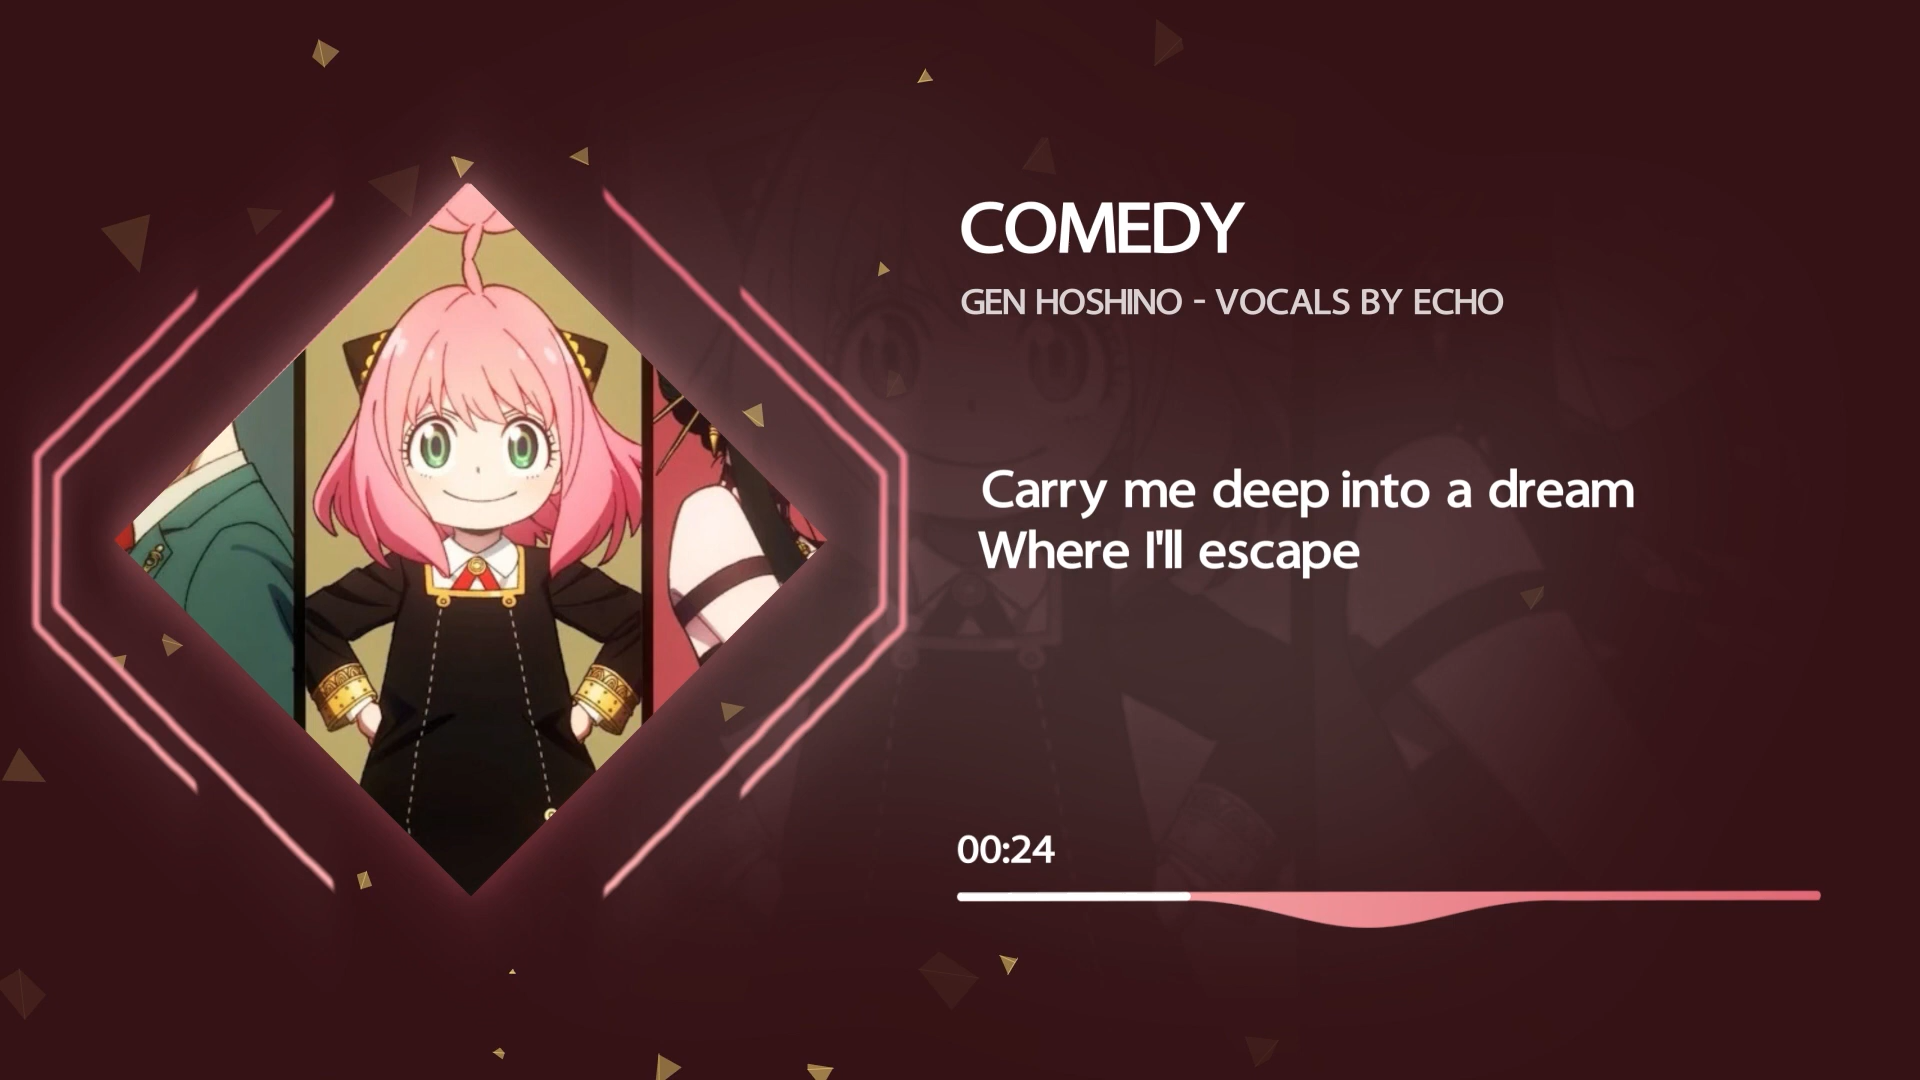 COMEDY
GEN HOSHINO - VOCALS BY ECHO
Carry me deep into a dream
Where I'll escape
00:24